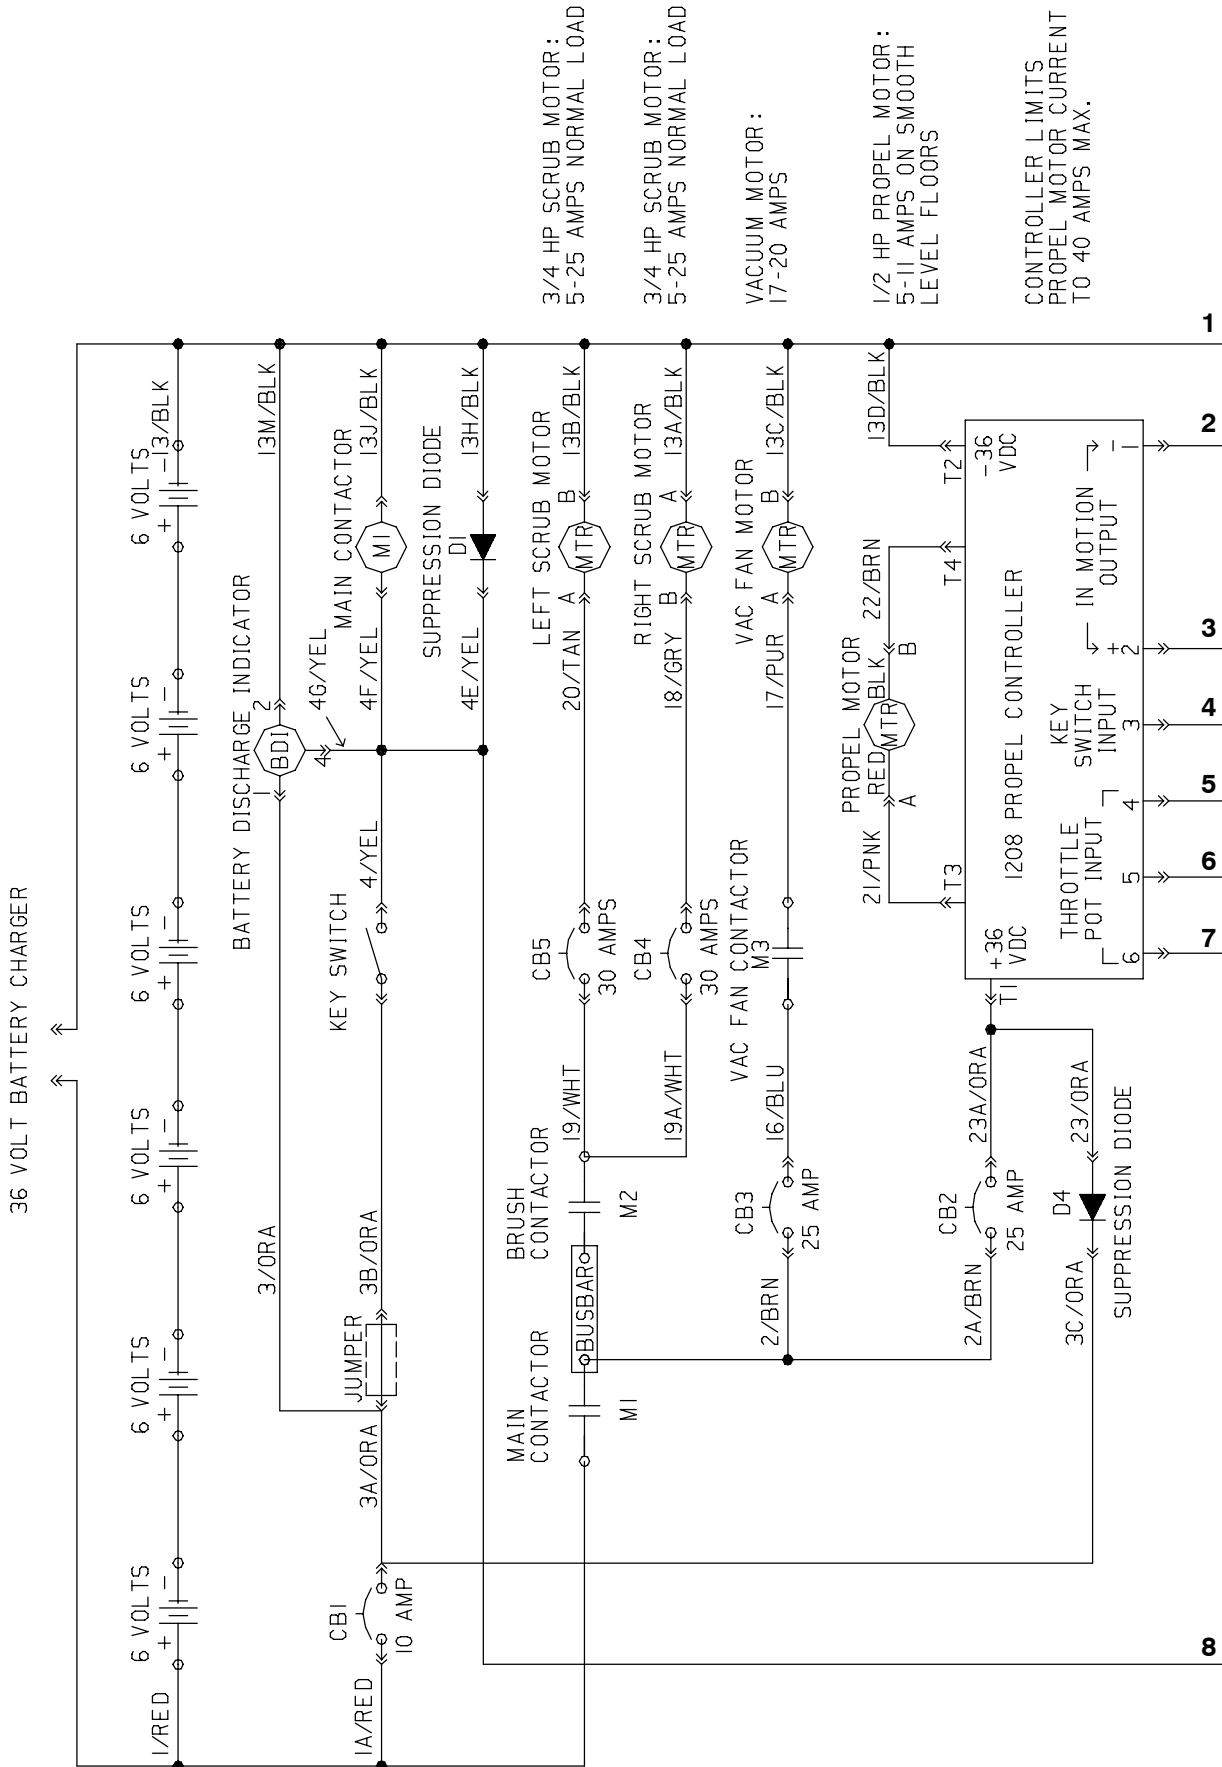 36 VOLT BATTERY CHARGER
1/RED
6 VOLTS
+ -
6 VOLTS
+ -
6 VOLTS
+ -
6 VOLTS
+ -
6 VOLTS
+ -
6 VOLTS
+ -
13/BLK
BATTERY DISCHARGE INDICATOR
3/ORA
1
BDI
2
4
4G/YEL
13M/BLK
1A/RED
CB1
10 AMP
3A/ORA
JUMPER
3B/ORA
KEY SWITCH
4/YEL
MAIN CONTACTOR
4F/YEL
M1
13J/BLK
SUPPRESSION DIODE
4E/YEL
D1
13H/BLK
MAIN
CONTACTOR
M1
BUSBAR
BRUSH
CONTACTOR
M2
19/WHT
CB5
30 AMPS
20/TAN
LEFT SCRUB MOTOR
A
MTR
B
13B/BLK
3/4 HP SCRUB MOTOR:
5-25 AMPS NORMAL LOAD
19A/WHT
CB4
30 AMPS
18/GRY
RIGHT SCRUB MOTOR
B
MTR
A
13A/BLK
3/4 HP SCRUB MOTOR:
5-25 AMPS NORMAL LOAD
2/BRN
CB3
25 AMP
16/BLU
VAC FAN CONTACTOR
M3
17/PUR
VAC FAN MOTOR
A
MTR
B
13C/BLK
VACUUM MOTOR:
17-20 AMPS
21/PNK
PROPEL MOTOR
RED
MTR
BLK
A
B
22/BRN
13D/BLK
1/2 HP PROPEL MOTOR:
5-11 AMPS ON SMOOTH
LEVEL FLOORS
2A/BRN
CB2
25 AMP
23A/ORA
T1
T3
T4
T2
+36
VDC
-36
VDC
1208 PROPEL CONTROLLER
CONTROLLER LIMITS
PROPEL MOTOR CURRENT
TO 40 AMPS MAX.
3C/ORA
D4
23/ORA
SUPPRESSION DIODE
THROTTLE
POT INPUT
KEY
SWITCH
INPUT
IN MOTION
OUTPUT
+ -
6
5
4
3
2
1
8
7
6
5
4
3
2
1